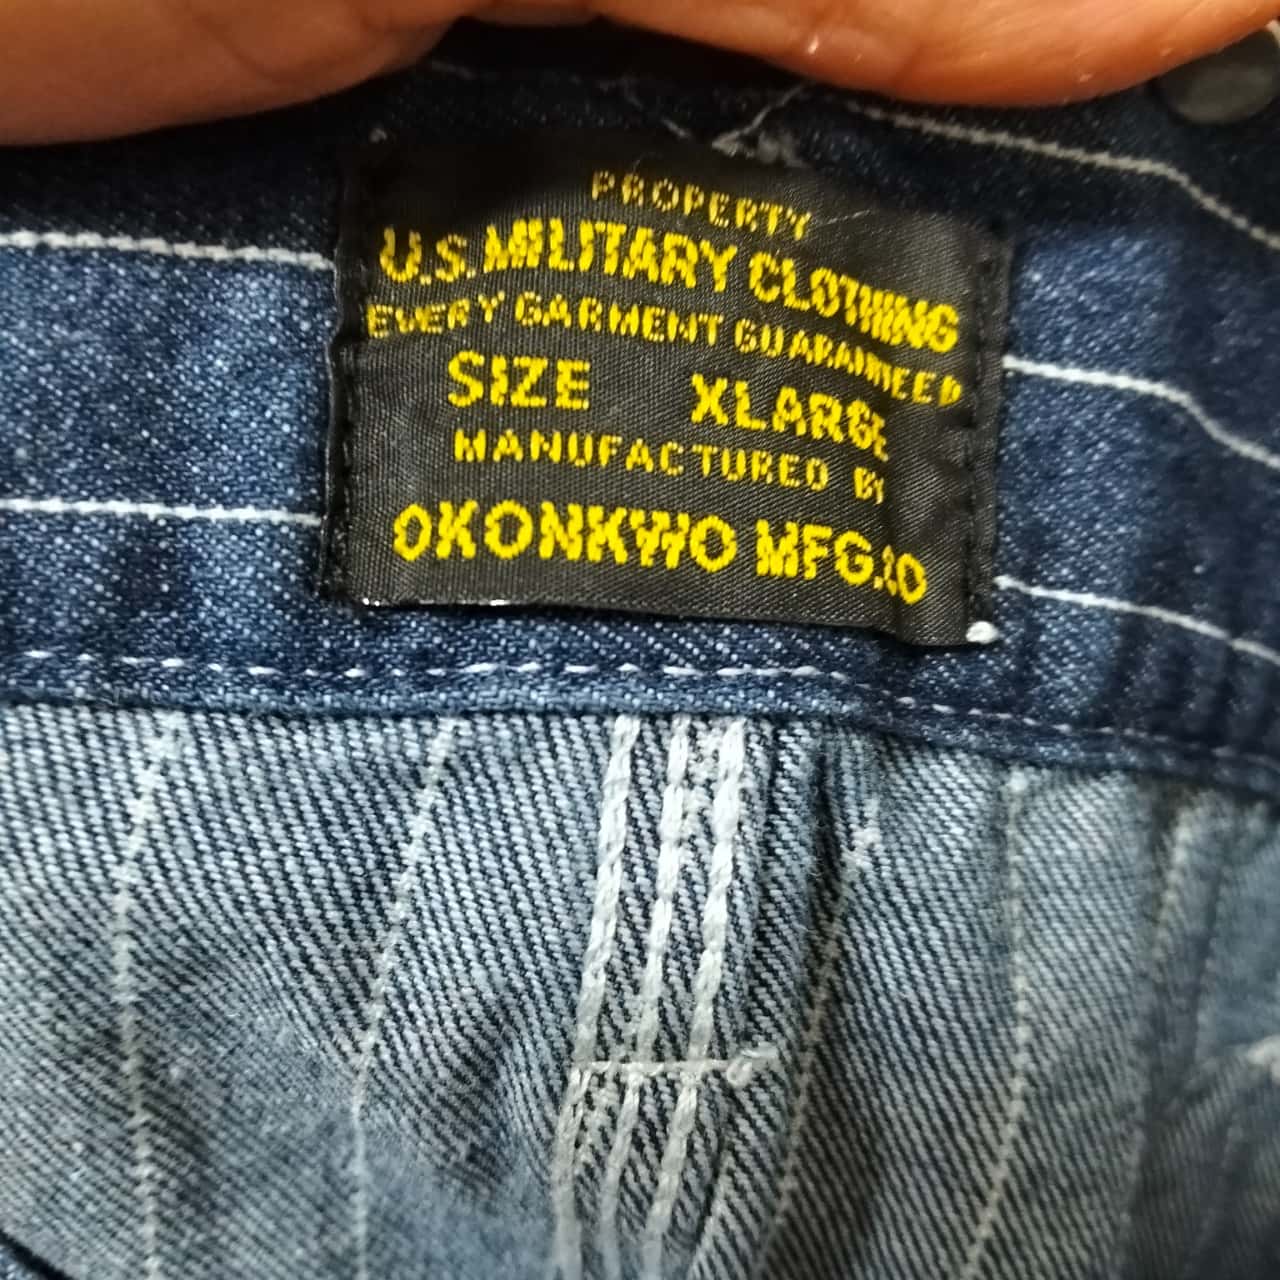 PROPERTY
U.S. MILITARY CLOTHING
EVERY GARMENT GUARANTEED
SIZE XLARGE
MANUFACTURED BY
OKONKWO MFG.CO